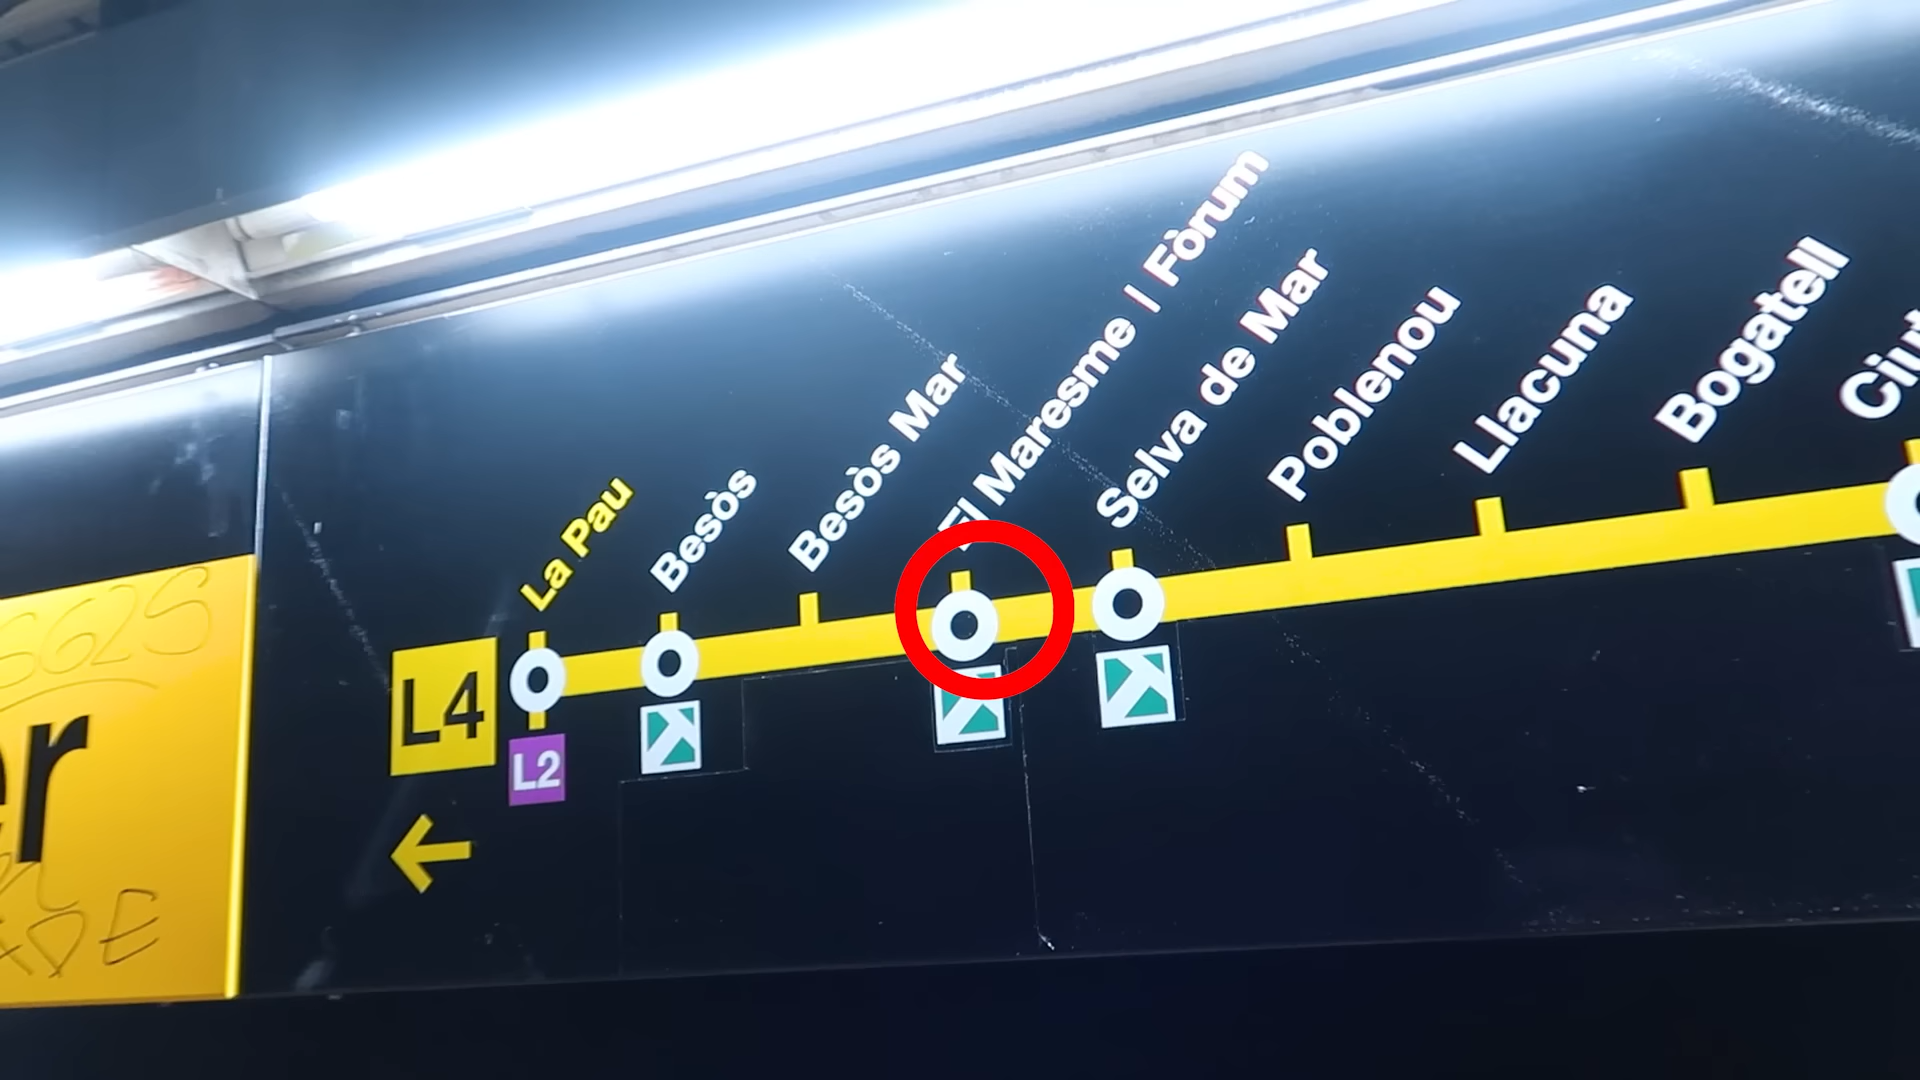 La Pau
Besòs
Besòs Mar
El Maresme | Fòrum
Selva de Mar
Poblenou
Llacuna
Bogatell
L4
L2